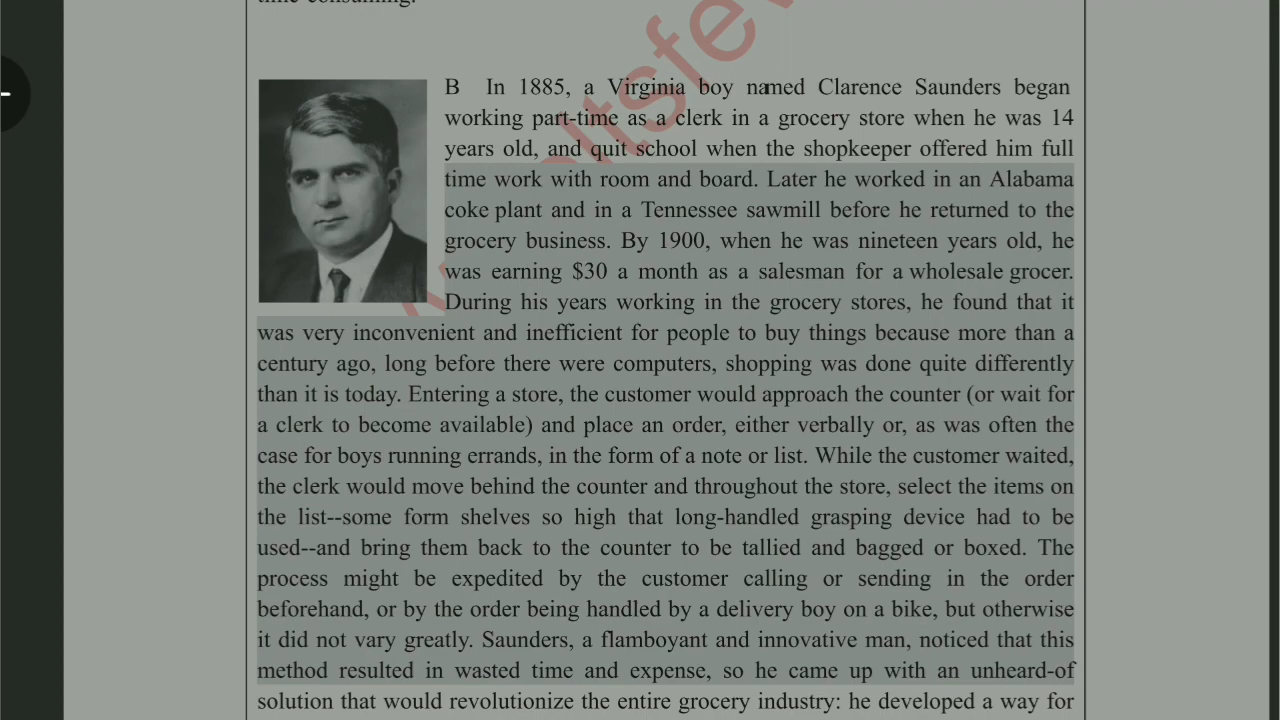 B In 1885, a Virginia boy named Clarence Saunders began
working part-time as a clerk in a grocery store when he was 14
years old, and quit school when the shopkeeper offered him full
time work with room and board. Later he worked in an Alabama
coke plant and in a Tennessee sawmill before he returned to the
grocery business. By 1900, when he was nineteen years old, he
was earning $30 a month as a salesman for a wholesale grocer.
During his years working in the grocery stores, he found that it
was very inconvenient and inefficient for people to buy things because more than a
century ago, long before there were computers, shopping was done quite differently
than it is today. Entering a store, the customer would approach the counter (or wait for
a clerk to become available) and place an order, either verbally or, as was often the
case for boys running errands, in the form of a note or list. While the customer waited,
the clerk would move behind the counter and throughout the store, select the items on
the list--some form shelves so high that long-handled grasping device had to be
used--and bring them back to the counter to be tallied and bagged or boxed. The
process might be expedited by the customer calling or sending in the order
beforehand, or by the order being handled by a delivery boy on a bike, but otherwise
it did not vary greatly. Saunders, a flamboyant and innovative man, noticed that this
method resulted in wasted time and expense, so he came up with an unheard-of
solution that would revolutionize the entire grocery industry: he developed a way for